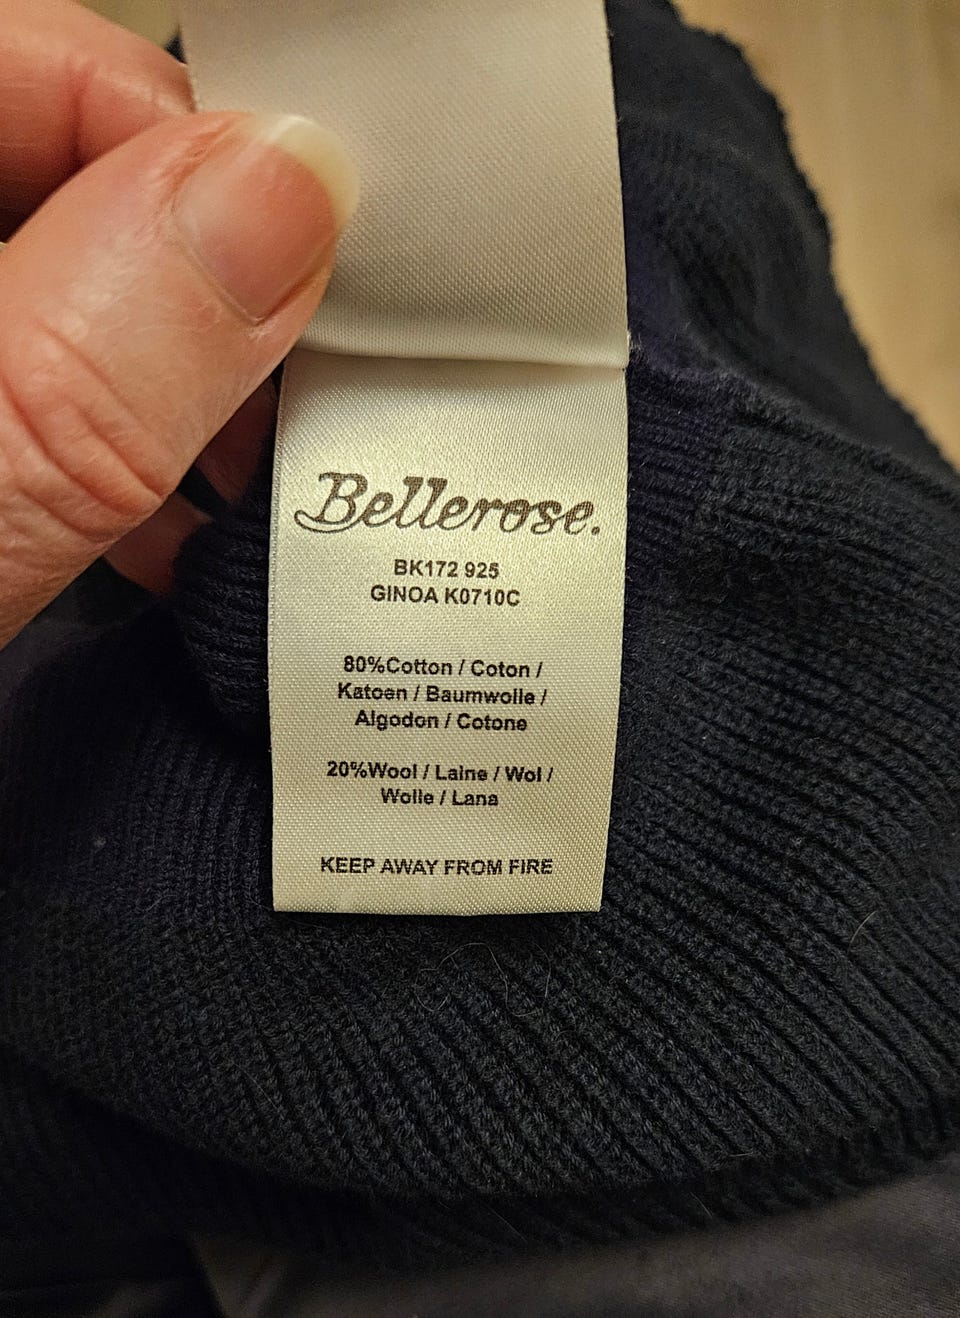 Bellerose.
BK172 925
GINOA K0710C
80%Cotton / Coton /
Katoen / Baumwolle /
Algodon / Cotone
20%Wool / Laine / Wol /
Wolle / Lana
KEEP AWAY FROM FIRE